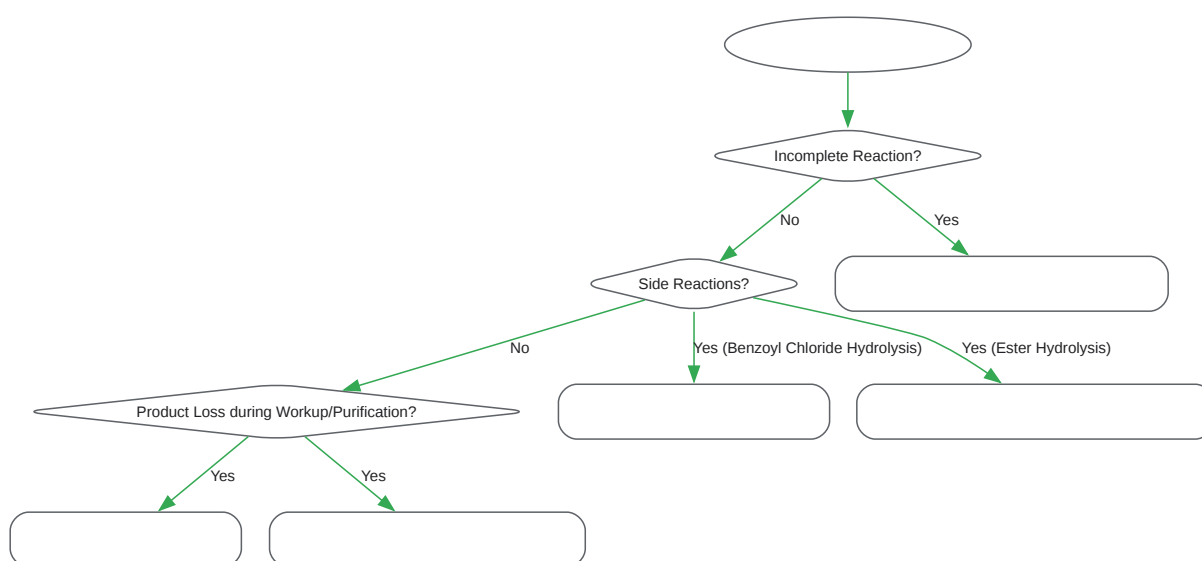 Incomplete Reaction?
No
Yes
Side Reactions?
No
Yes (Benzoyl Chloride Hydrolysis)
Yes (Ester Hydrolysis)
Product Loss during Workup/Purification?
Yes
Yes